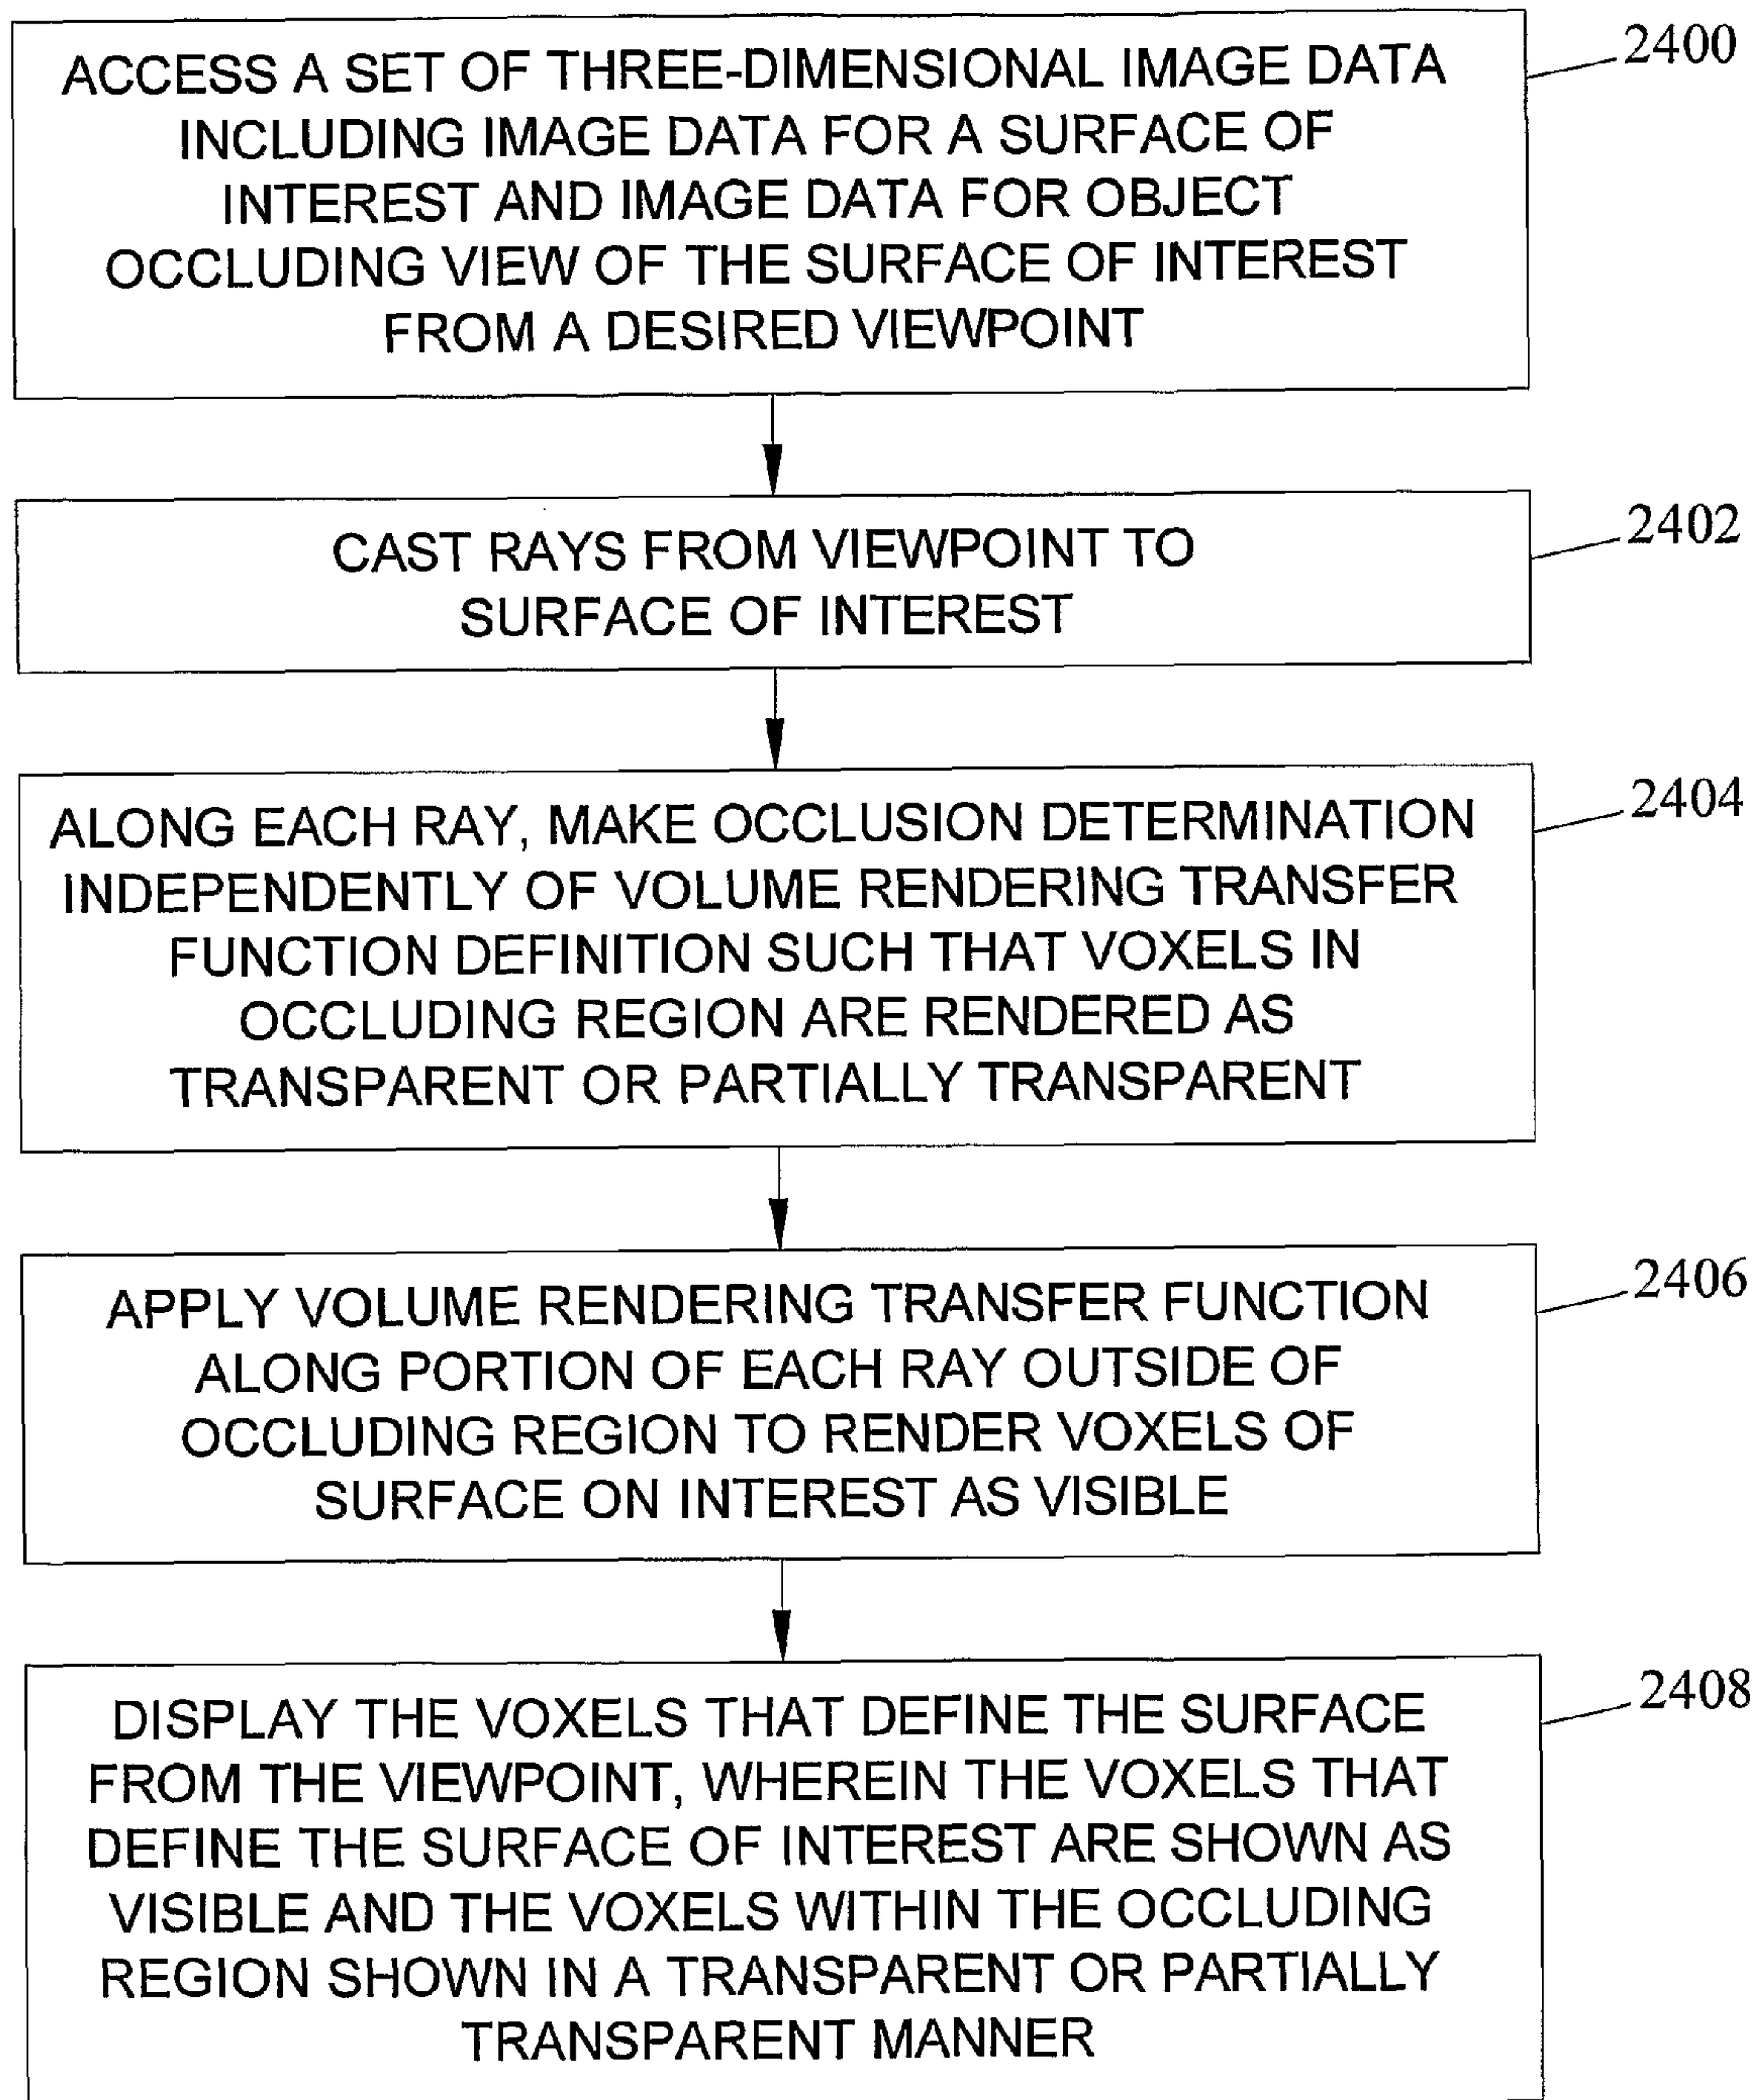 ACCESS A SET OF THREE-DIMENSIONAL IMAGE DATA
INCLUDING IMAGE DATA FOR A SURFACE OF
INTEREST AND IMAGE DATA FOR OBJECT
OCCLUDING VIEW OF THE SURFACE OF INTEREST
FROM A DESIRED VIEWPOINT
2400
CAST RAYS FROM VIEWPOINT TO
SURFACE OF INTEREST
2402
ALONG EACH RAY, MAKE OCCLUSION DETERMINATION
INDEPENDENTLY OF VOLUME RENDERING TRANSFER
FUNCTION DEFINITION SUCH THAT VOXELS IN
OCCLUDING REGION ARE RENDERED AS
TRANSPARENT OR PARTIALLY TRANSPARENT
2404
APPLY VOLUME RENDERING TRANSFER FUNCTION
ALONG PORTION OF EACH RAY OUTSIDE OF
OCCLUDING REGION TO RENDER VOXELS OF
SURFACE ON INTEREST AS VISIBLE
2406
DISPLAY THE VOXELS THAT DEFINE THE SURFACE
FROM THE VIEWPOINT, WHEREIN THE VOXELS THAT
DEFINE THE SURFACE OF INTEREST ARE SHOWN AS
VISIBLE AND THE VOXELS WITHIN THE OCCLUDING
REGION SHOWN IN A TRANSPARENT OR PARTIALLY
TRANSPARENT MANNER
2408